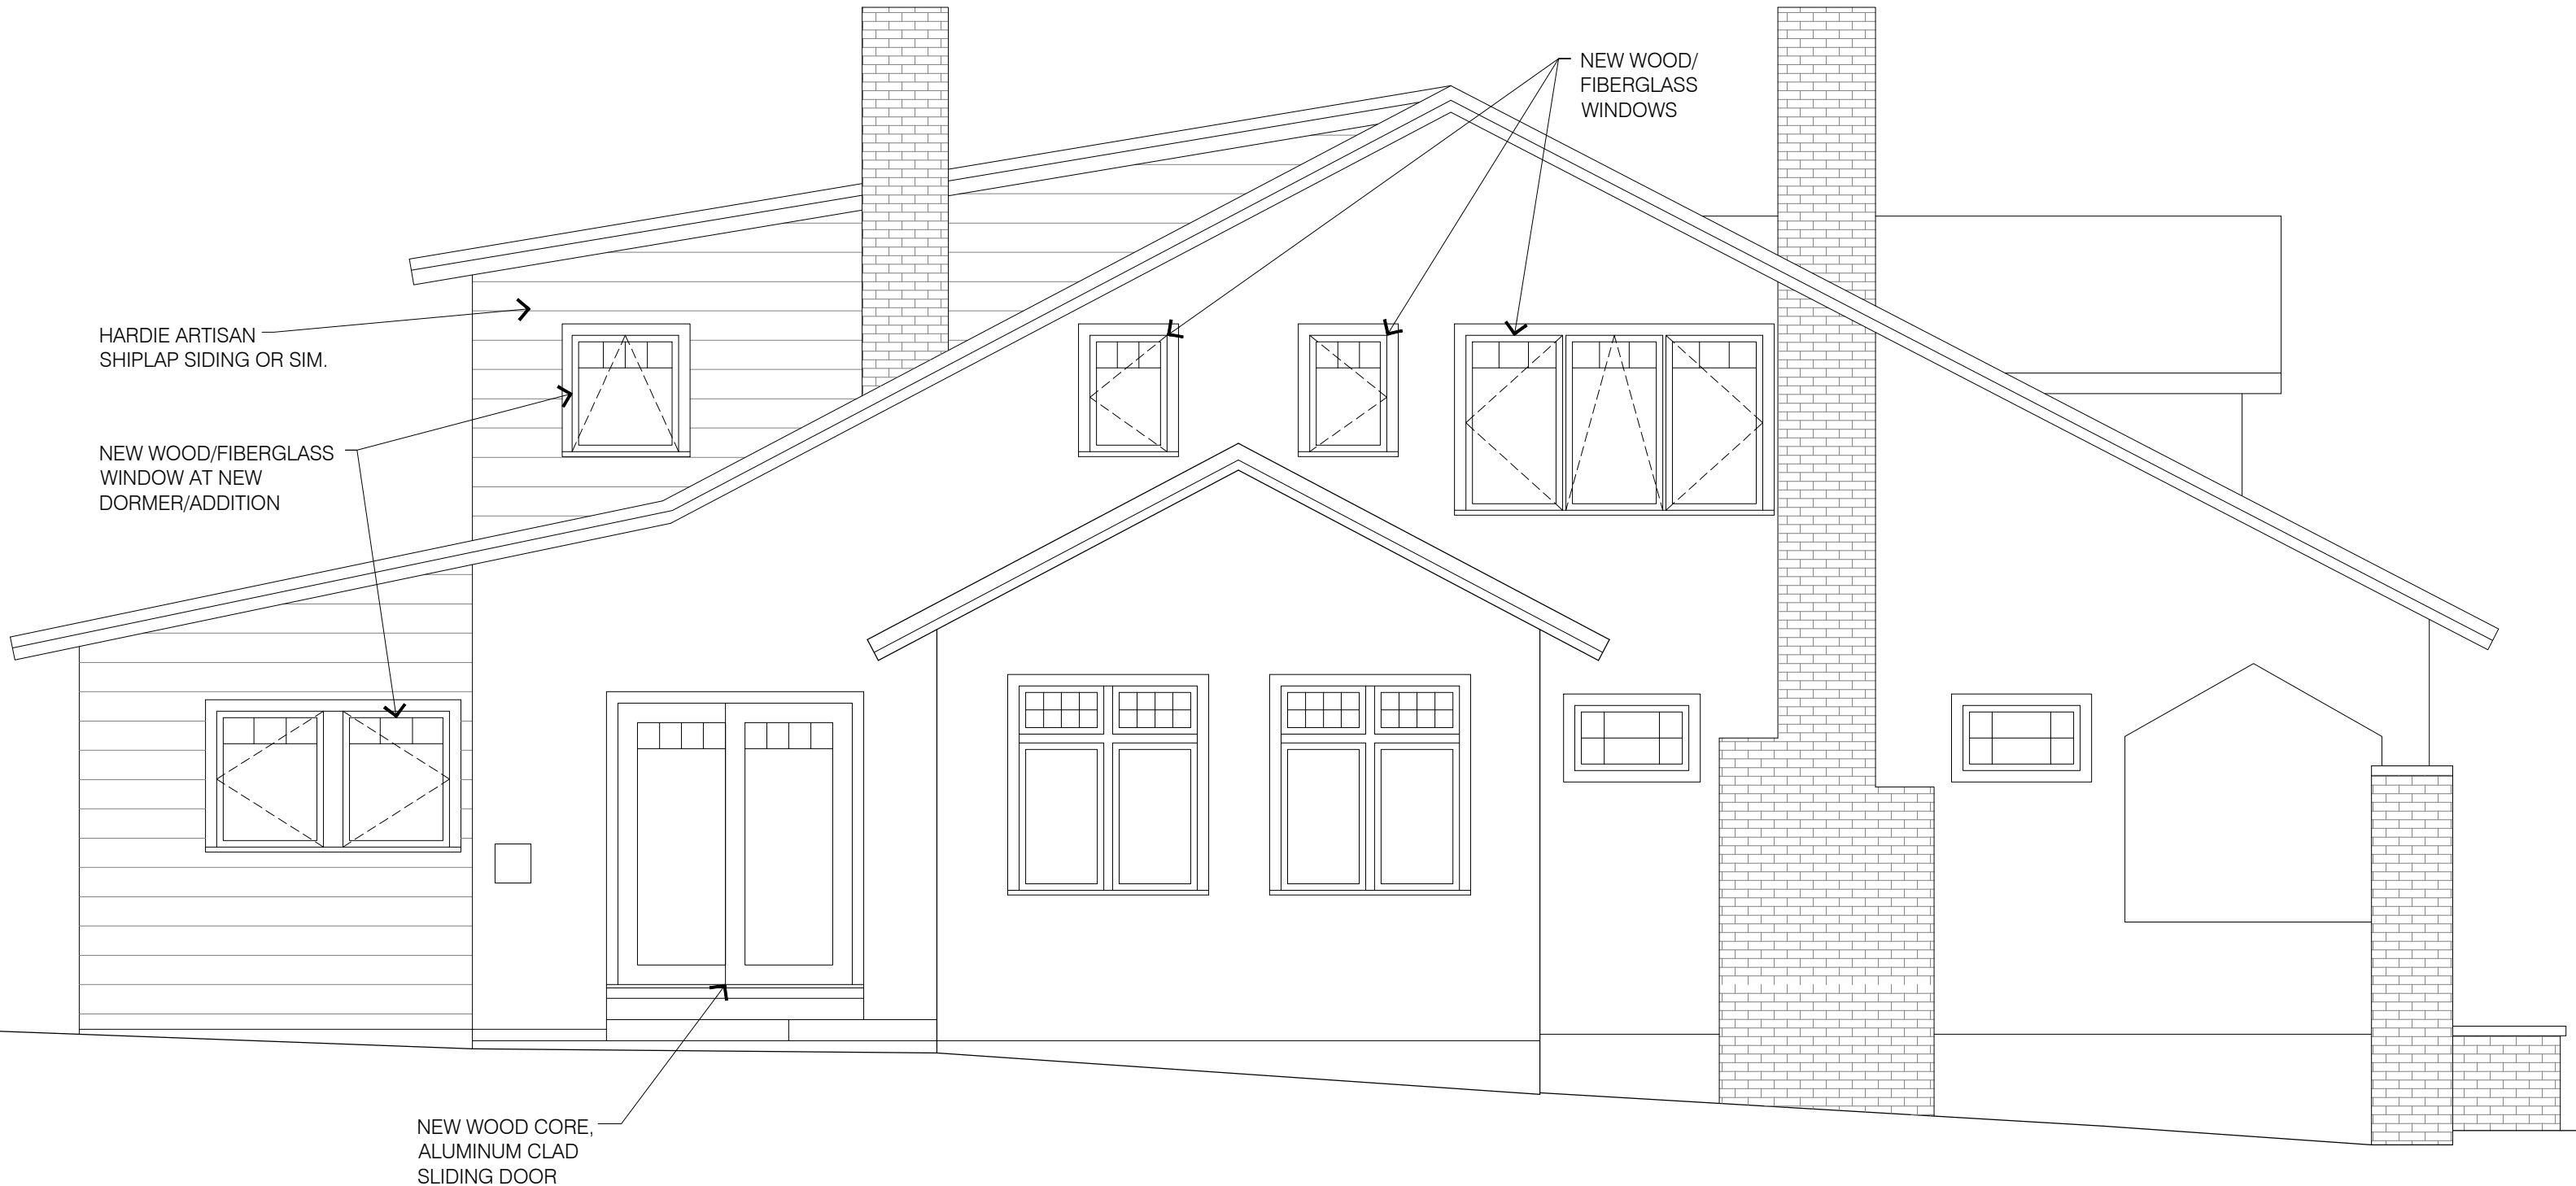 NEW WOOD/
FIBERGLASS
WINDOWS
HARDIE ARTISAN
SHIPLAP SIDING OR SIM.
NEW WOOD/FIBERGLASS
WINDOW AT NEW
DORMER/ADDITION
NEW WOOD CORE,
ALUMINUM CLAD
SLIDING DOOR